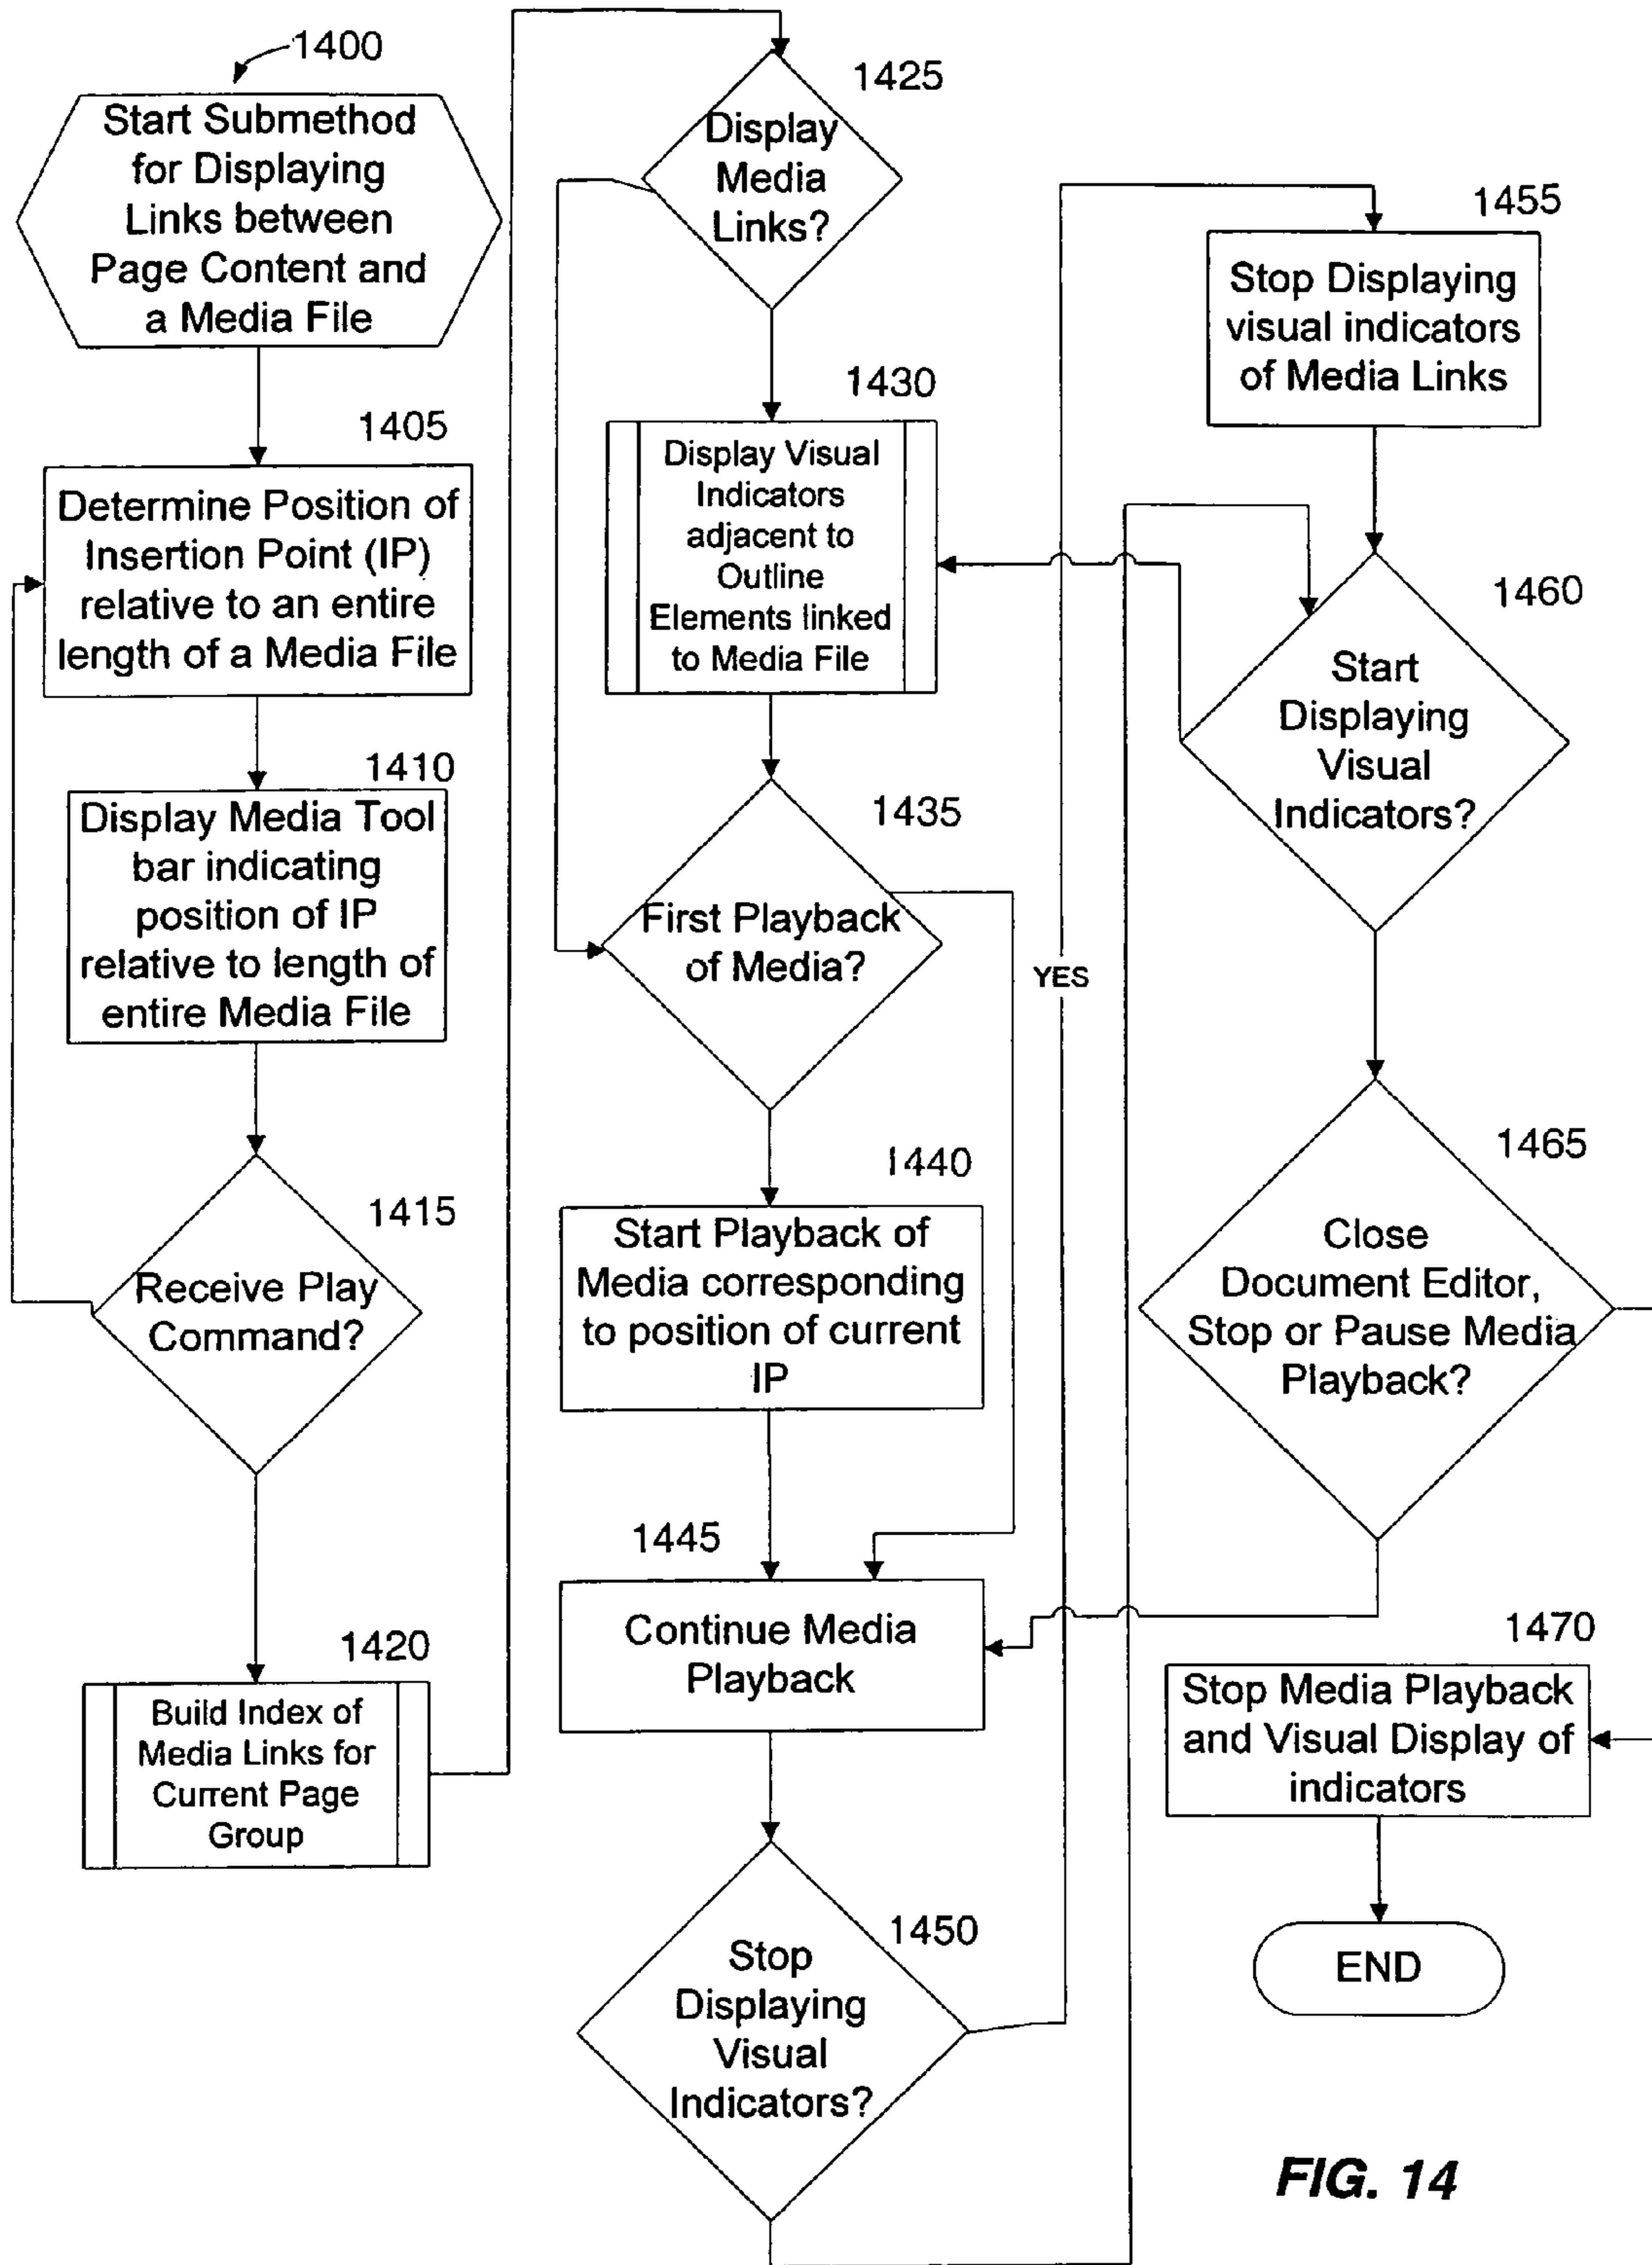 1400
Start Submethod
for Displaying
Links between
Page Content and
a Media File
1405
Determine Position of
Insertion Point (IP)
relative to an entire
length of a Media File
1410
Display Media Tool
bar indicating
position of IP
relative to length of
entire Media File
1415
Receive Play
Command?
1420
Build Index of
Media Links for
Current Page
Group
1425
Display
Media
Links?
1430
Display Visual
Indicators
adjacent to
Outline
Elements linked
to Media File
1435
First Playback
of Media?
1440
Start Playback of
Media corresponding
to position of current
IP
1445
Continue Media
Playback
1450
Stop
Displaying
Visual
Indicators?
YES
1455
Stop Displaying
visual indicators
of Media Links
1460
Start
Displaying
Visual
Indicators?
1465
Close
Document Editor,
Stop or Pause Media
Playback?
1470
Stop Media Playback
and Visual Display of
indicators
END
FIG. 14